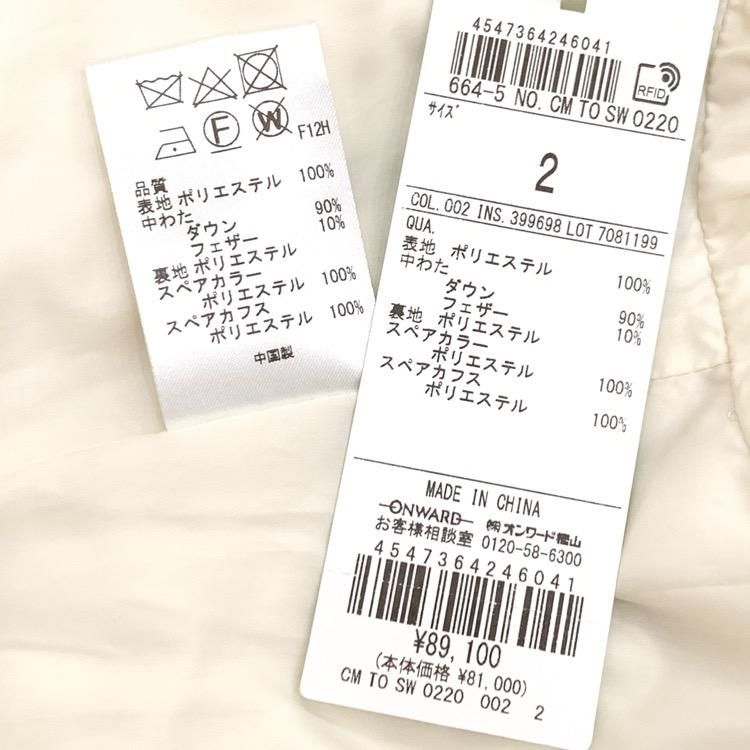 F
W
F12H
品質
表地 ポリエステル 100%
中わた
ダウン 90%
フェザー 10%
裏地 ポリエステル
スペアカラー
ポリエステル 100%
スペアカフス
ポリエステル 100%
中国製
4547364246041
RFID
664-5 NO. CM TO SW 0220
サイズ
2
COL. 002 INS. 399698 LOT 7081199
QUA.
表地 ポリエステル 100%
中わた
ダウン 90%
フェザー 10%
裏地 ポリエステル
スペアカラー
ポリエステル 100%
スペアカフス
ポリエステル 100%
MADE IN CHINA
ONWARD ㈱オンワード樫山
お客様相談室 0120-58-6300
4547364246041
¥89,100
(本体価格 ¥81,000)
CM TO SW 0220 002 2